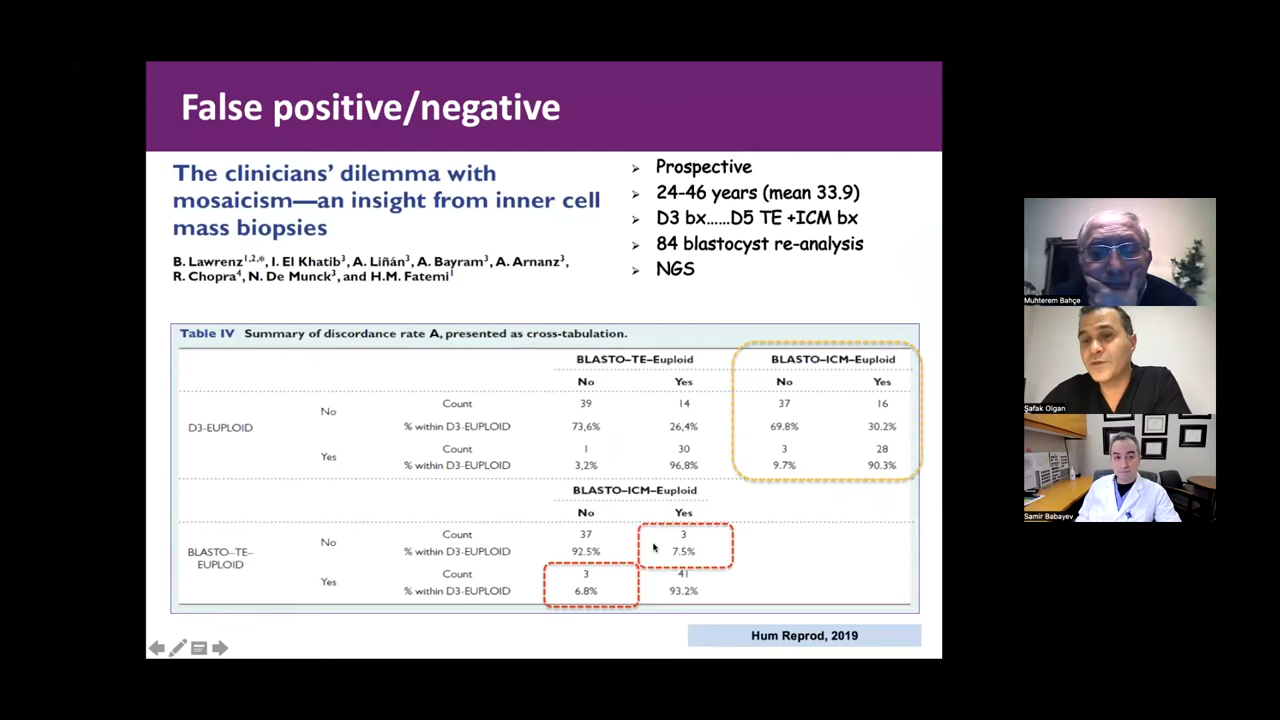 False positive/negative
The clinicians' dilemma with
mosaicism—an insight from inner cell
mass biopsies
B. Lawrenz1,2,*, I. El Khatib3, A. Liñán3, A. Bayram3, A. Arnanz3,
R. Chopra4, N. De Munck3, and H.M. Fatemi1
➢ Prospective
➢ 24-46 years (mean 33.9)
➢ D3 bx......D5 TE +ICM bx
➢ 84 blastocyst re-analysis
➢ NGS
Table IV Summary of discordance rate A, presented as cross-tabulation.
BLASTO–TE–Euploid BLASTO–ICM–Euploid
No Yes No Yes
D3-EUPLOID No Count 39 14 37 16
% within D3-EUPLOID 73,6% 26,4% 69.8% 30.2%
Yes Count 1 30 3 28
% within D3-EUPLOID 3,2% 96,8% 9.7% 90.3%
BLASTO–ICM–Euploid
No Yes
BLASTO–TE–
EUPLOID
No Count 37 3
% within D3-EUPLOID 92.5% 7.5%
Yes Count 3 41
% within D3-EUPLOID 6.8% 93.2%
Hum Reprod, 2019
Muhterem Bahçe
Şafak Olgan
Samir Babayev